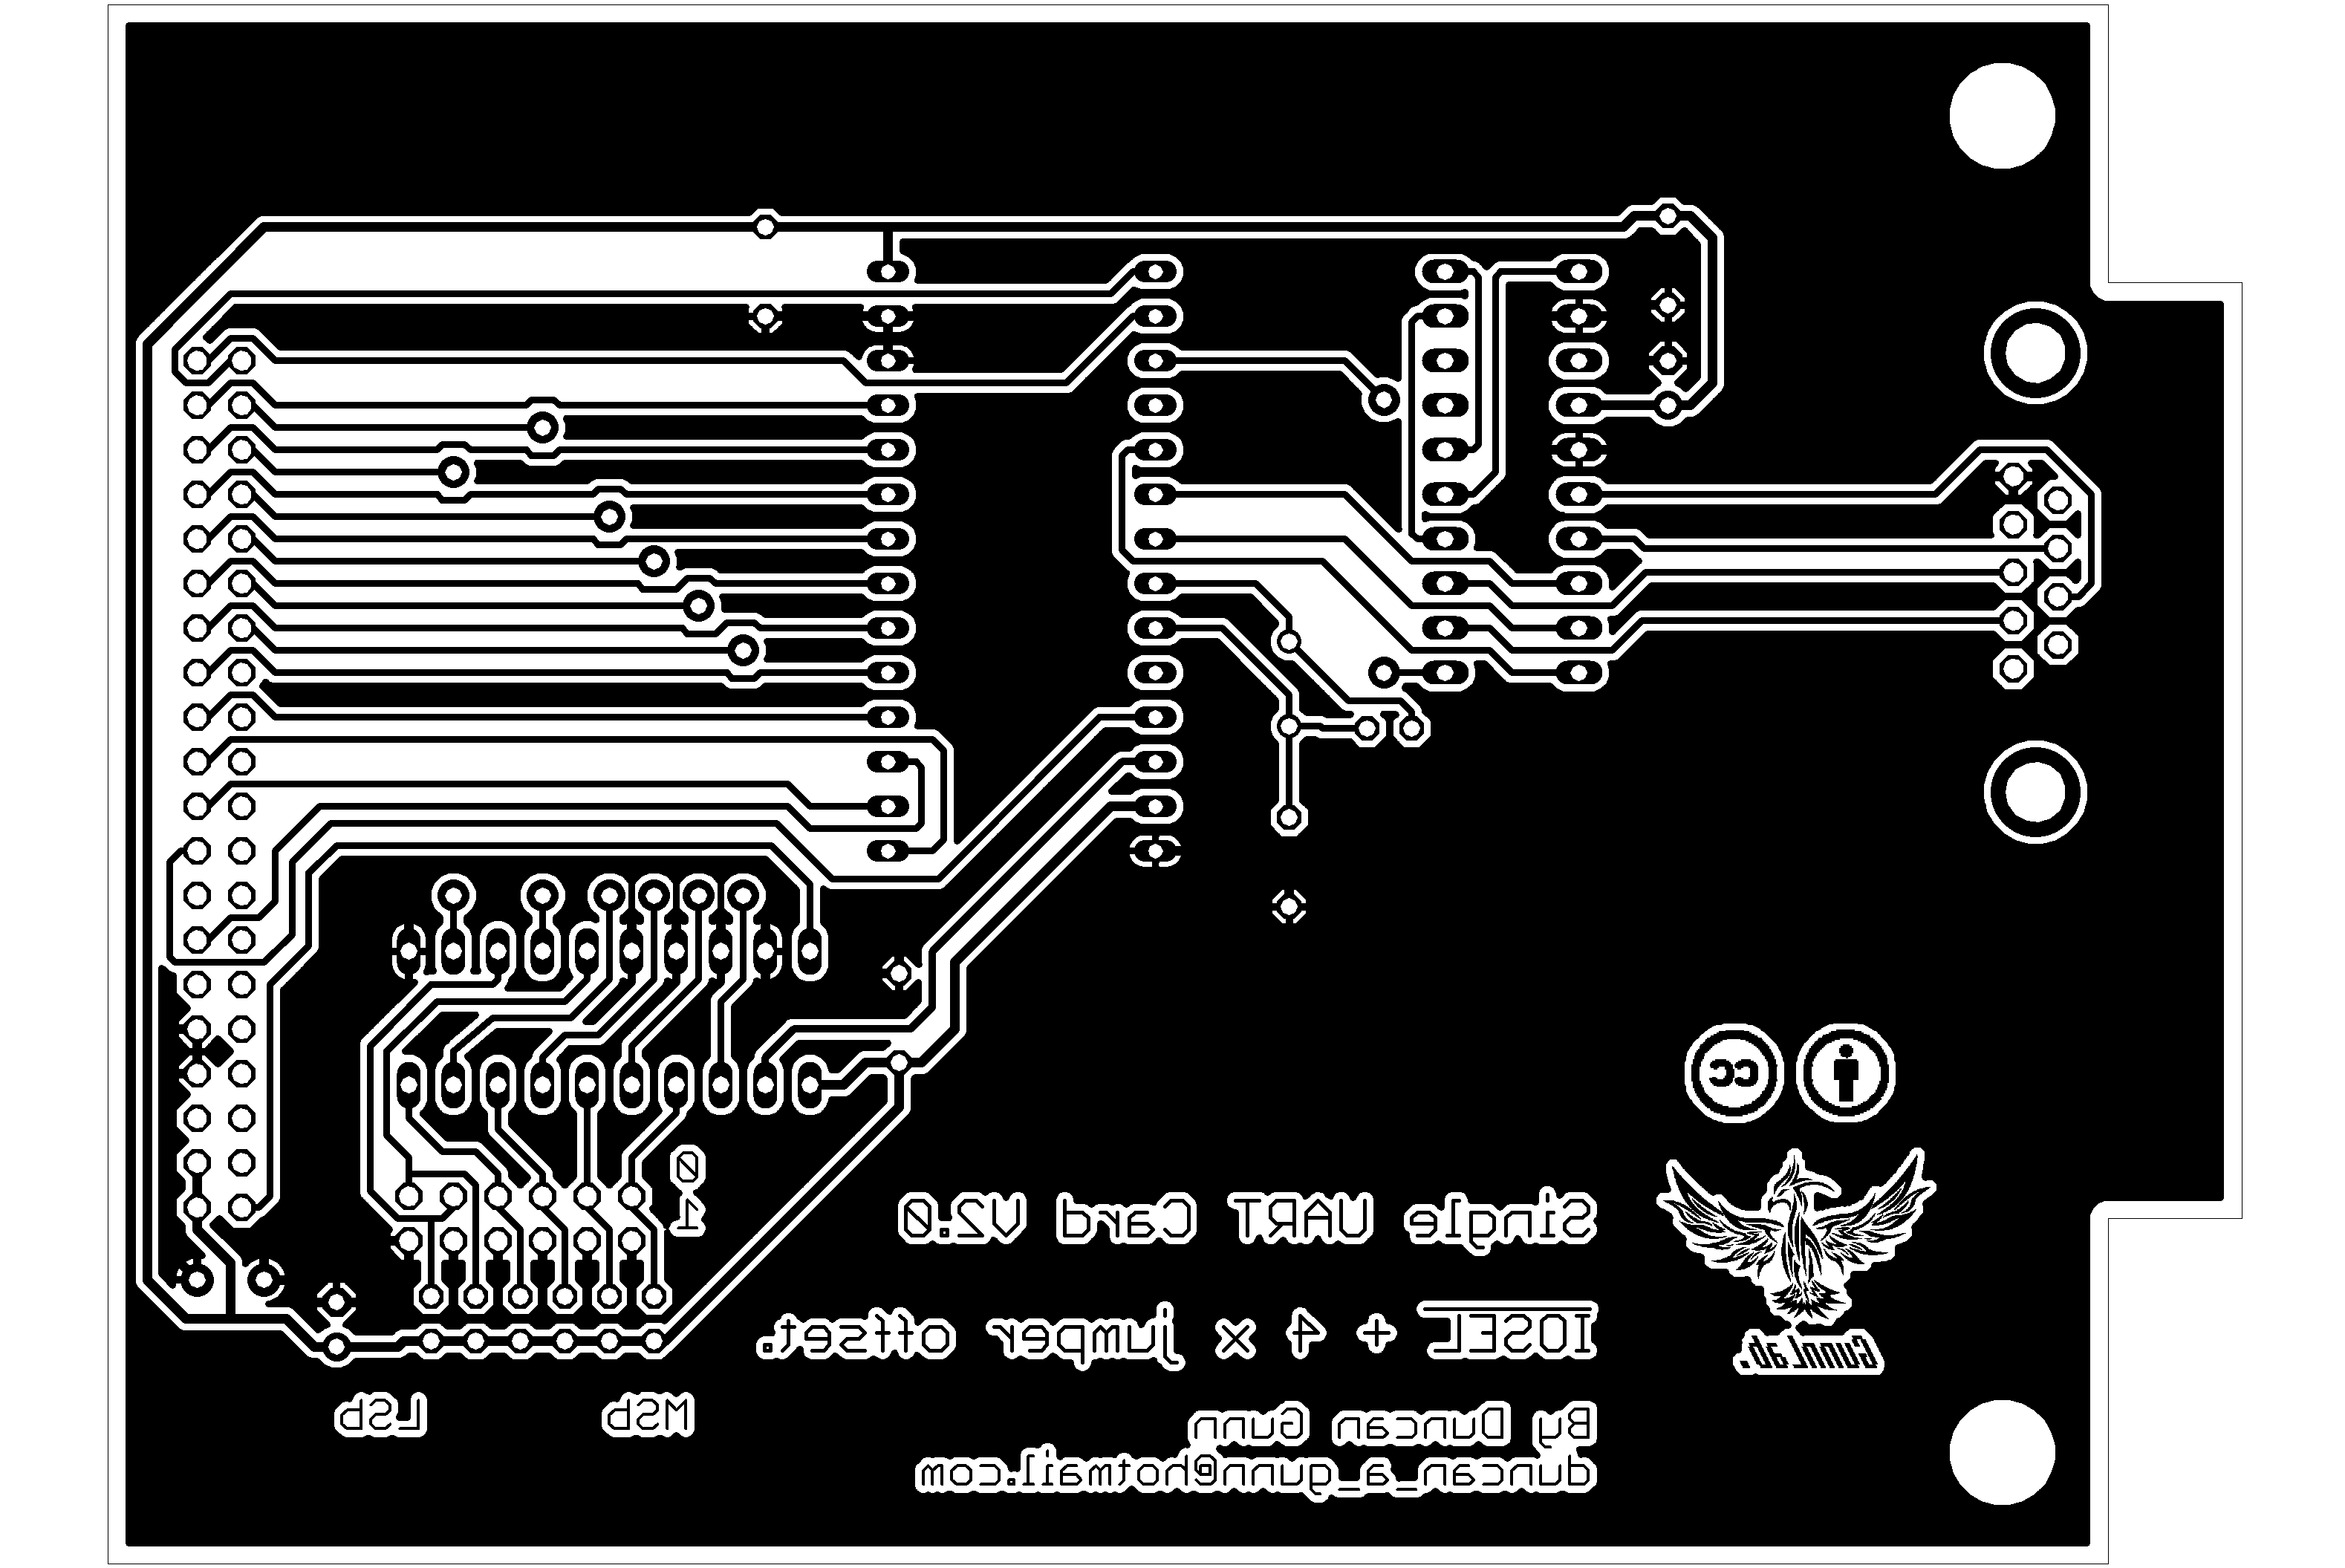 0
1
Single UART Card V2.0
IOSEL + 4 x jumper offset.
LSB
MSB
By Duncan Gunn
duncan_a_gunn@hotmail.com
cc